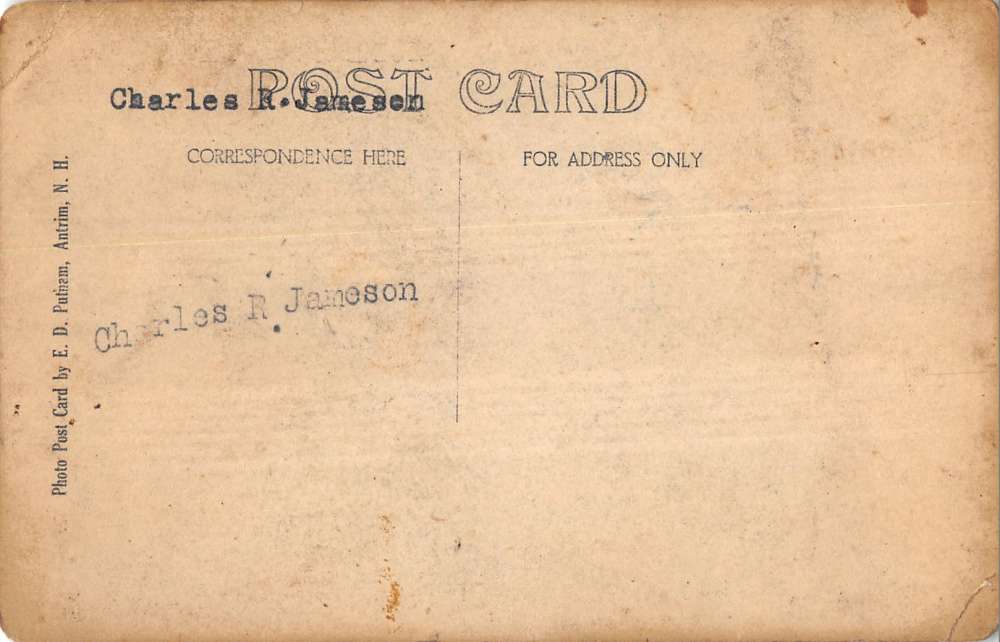 POST CARD
Charles R. Jameson
CORRESPONDENCE HERE
FOR ADDRESS ONLY
Charles R. Jameson
Photo Post Card by E. D. Putnam, Antrim, N. H.